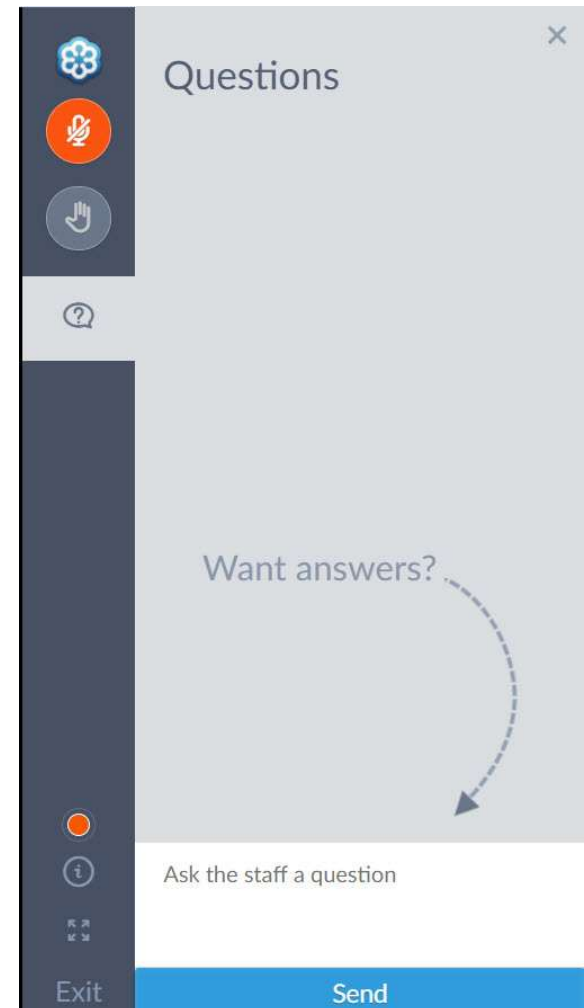 Questions
Want answers?
Ask the staff a question
Exit
Send